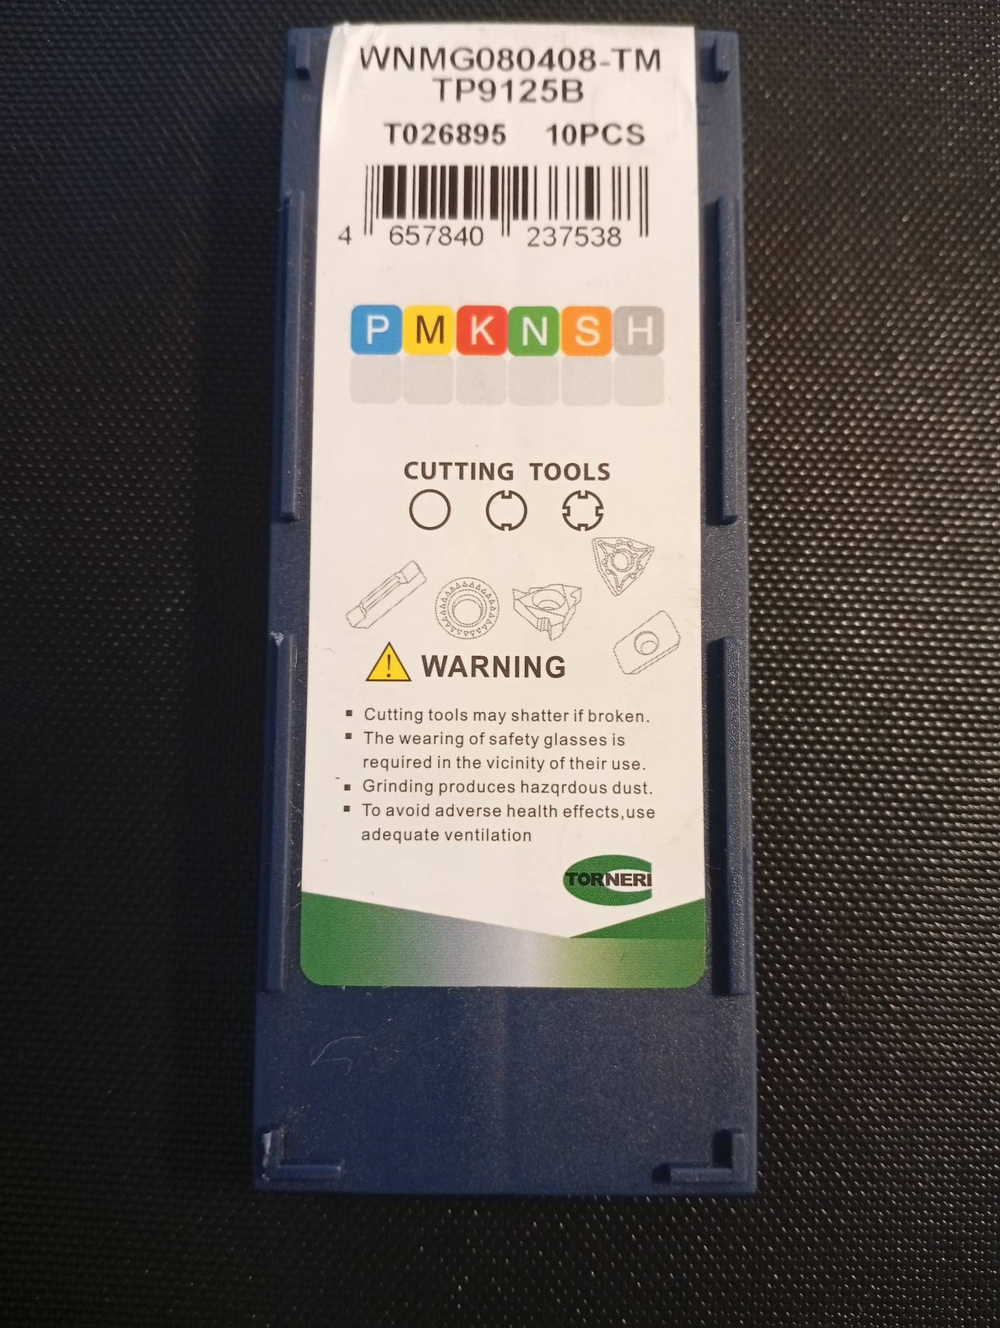 WNMG080408-TM
TP9125B
T026895 10PCS
4 657840 237538
P M K N S H
CUTTING TOOLS
WARNING
▪ Cutting tools may shatter if broken.
▪ The wearing of safety glasses is
required in the vicinity of their use.
▪ Grinding produces hazqrdous dust.
▪ To avoid adverse health effects,use
adequate ventilation
TORNERI